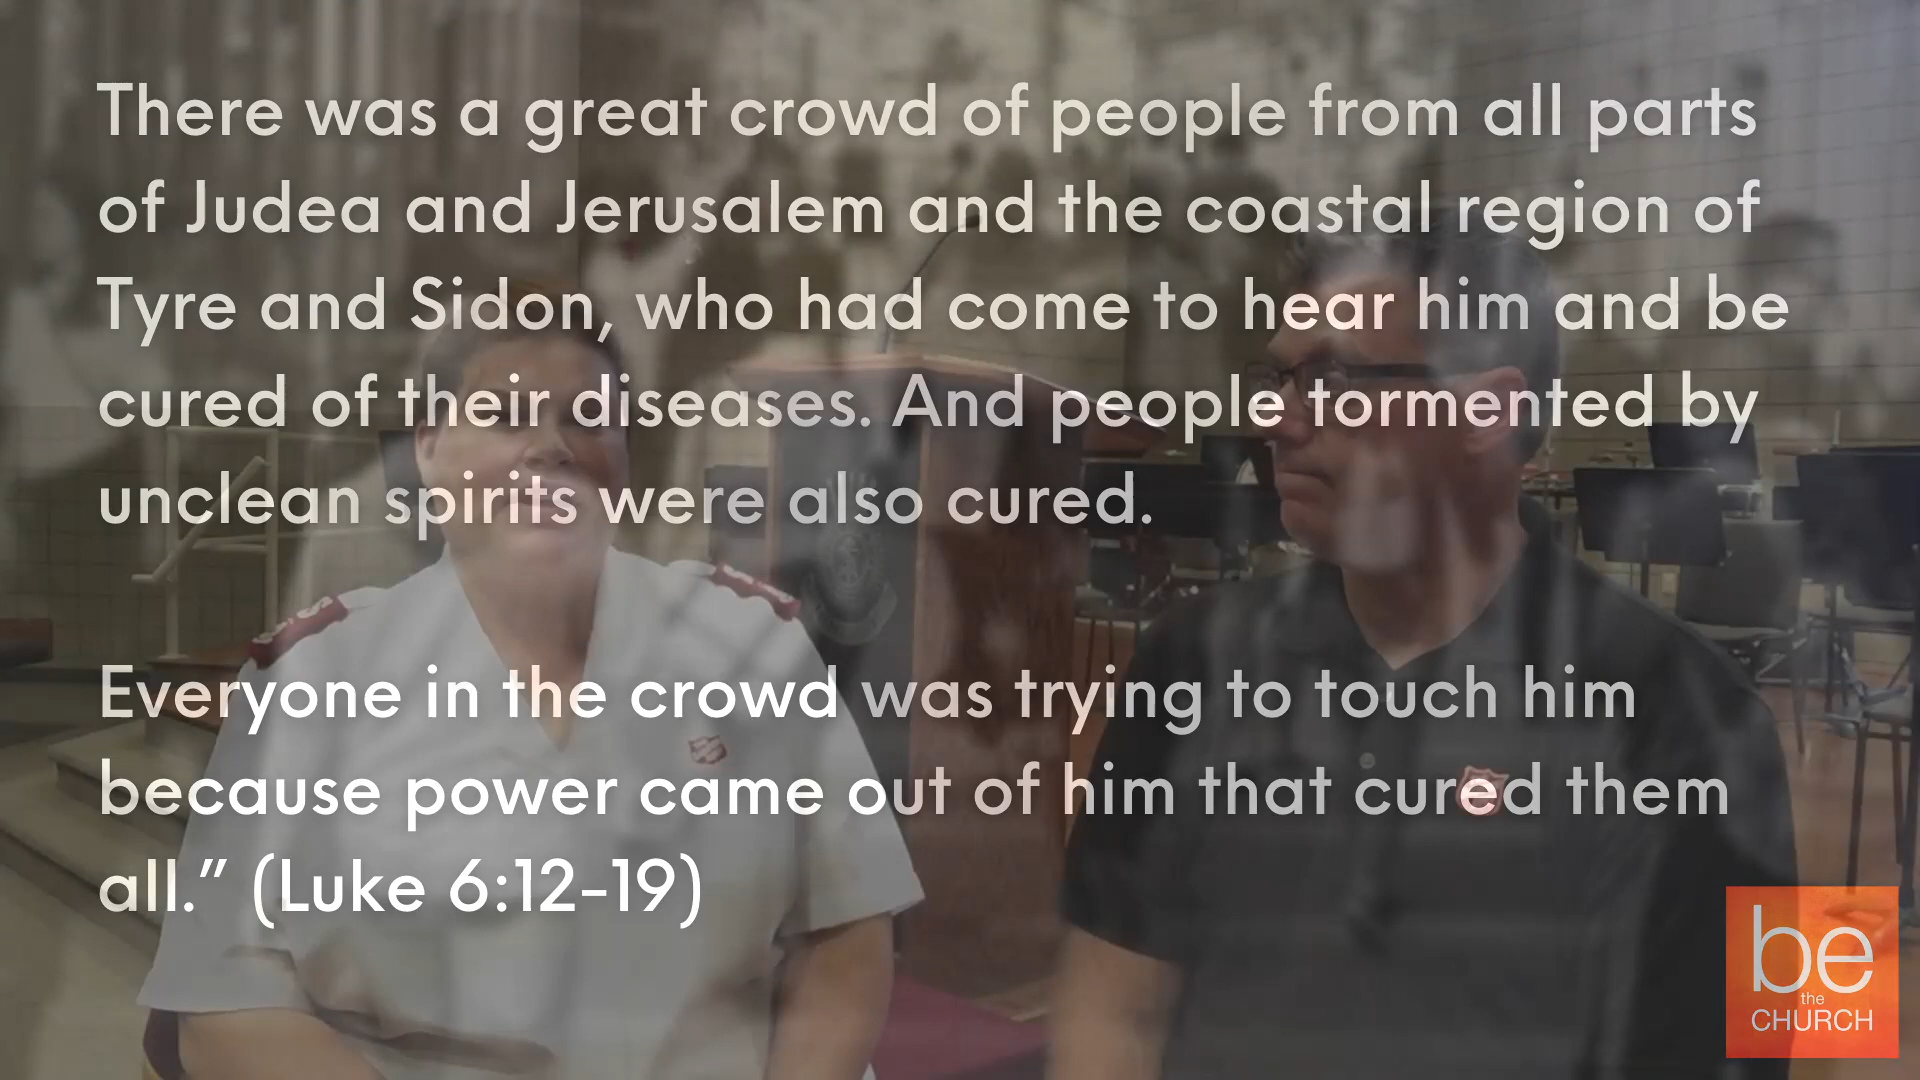 There was a great crowd of people from all parts
of Judea and Jerusalem and the coastal region of
Tyre and Sidon, who had come to hear him and be
cured of their diseases. And people tormented by
unclean spirits were also cured.
Everyone in the crowd was trying to touch him
because power came out of him that cured them
all.” (Luke 6:12-19)
be
the
CHURCH